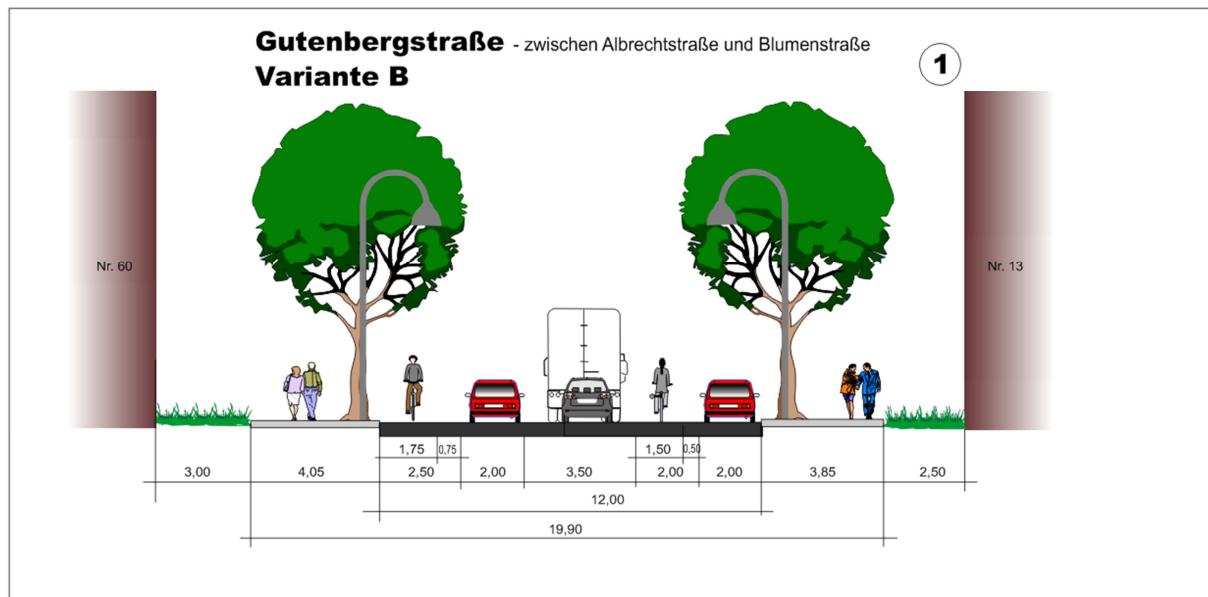 Gutenbergstraße - zwischen Albrechtstraße und Blumenstraße
Variante B
1
Nr. 60
Nr. 13
1,75 0,75 1,50 0,50
3,00 4,05 2,50 2,00 3,50 2,00 2,00 3,85 2,50
12,00
19,90